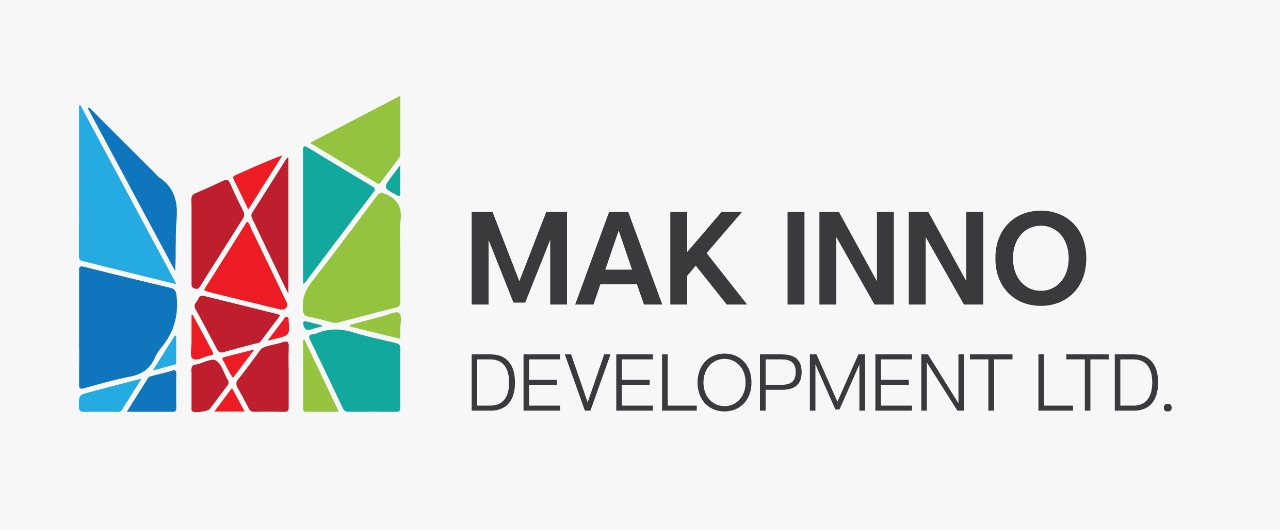 MAK INNO
DEVELOPMENT LTD.